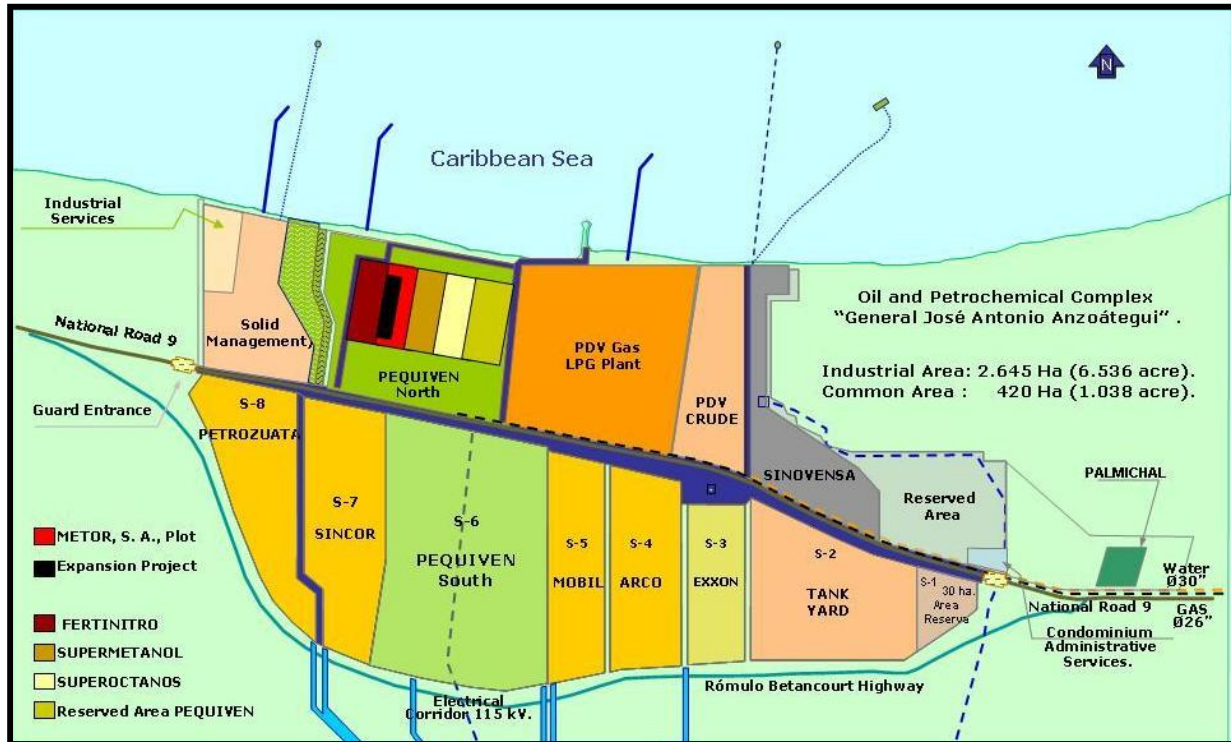 N
Caribbean Sea
Industrial
Services
Oil and Petrochemical Complex
“General José Antonio Anzoátegui” .
Industrial Area: 2.645 Ha (6.536 acre).
Common Area : 420 Ha (1.038 acre).
National Road 9
Solid
Management,
PEQUIVEN
North
PDV Gas
LPG Plant
PDV
CRUDE
Guard Entrance
S-8
PETROZUATA
SINOVENSA
Reserved
Area
PALMICHAL
S-7
SINCOR
S-6
PEQUIVEN
South
S-5
MOBIL
S-4
ARCO
S-3
EXXON
S-2
TANK
YARD
S-1 30 ha.
Area
Reserva
Water
Ø30”
National Road 9
GAS
Ø26”
Condominium
Administrative
Services.
METOR, S. A., Plot
Expansion Project
FERTINITRO
SUPERMETANOL
SUPEROCTANOS
Reserved Area PEQUIVEN
Electrical
Corridor 115 kV.
Rómulo Betancourt Highway